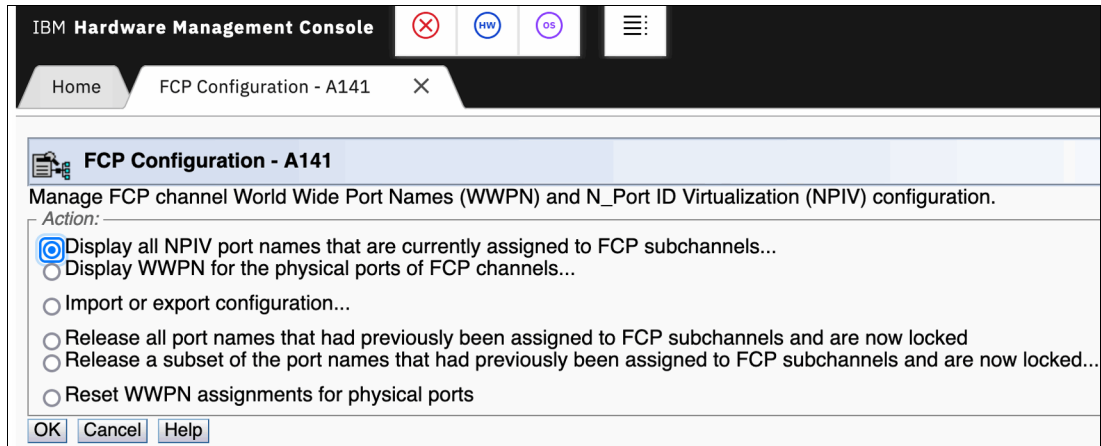 IBM Hardware Management Console
HW
OS
Home
FCP Configuration - A141
FCP Configuration - A141
Manage FCP channel World Wide Port Names (WWPN) and N_Port ID Virtualization (NPIV) configuration.
Action:
Display all NPIV port names that are currently assigned to FCP subchannels...
Display WWPN for the physical ports of FCP channels...
Import or export configuration...
Release all port names that had previously been assigned to FCP subchannels and are now locked
Release a subset of the port names that had previously been assigned to FCP subchannels and are now locked...
Reset WWPN assignments for physical ports
OK Cancel Help